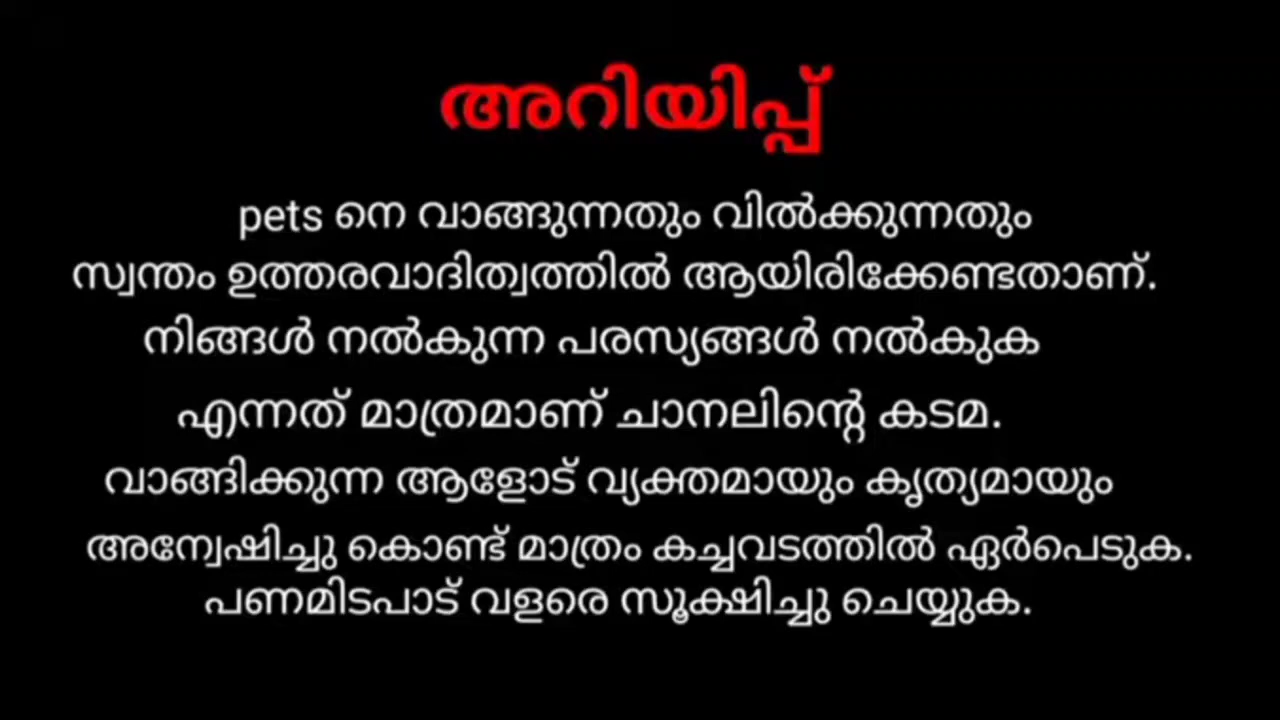 അറിയിപ്പ്
pets നെ വാങ്ങുന്നതും വിൽക്കുന്നതും
സ്വന്തം ഉത്തരവാദിത്വത്തിൽ ആയിരിക്കേണ്ടതാണ്.
നിങ്ങൾ നൽകുന്ന പരസ്യങ്ങൾ നൽകുക
എന്നത് മാത്രമാണ് ചാനലിന്റെ കടമ.
വാങ്ങിക്കുന്ന ആളോട് വ്യക്തമായും കൃത്യമായും
അന്വേഷിച്ചു കൊണ്ട് മാത്രം കച്ചവടത്തിൽ ഏർപെടുക.
പണമിടപാട് വളരെ സൂക്ഷിച്ചു ചെയ്യുക.